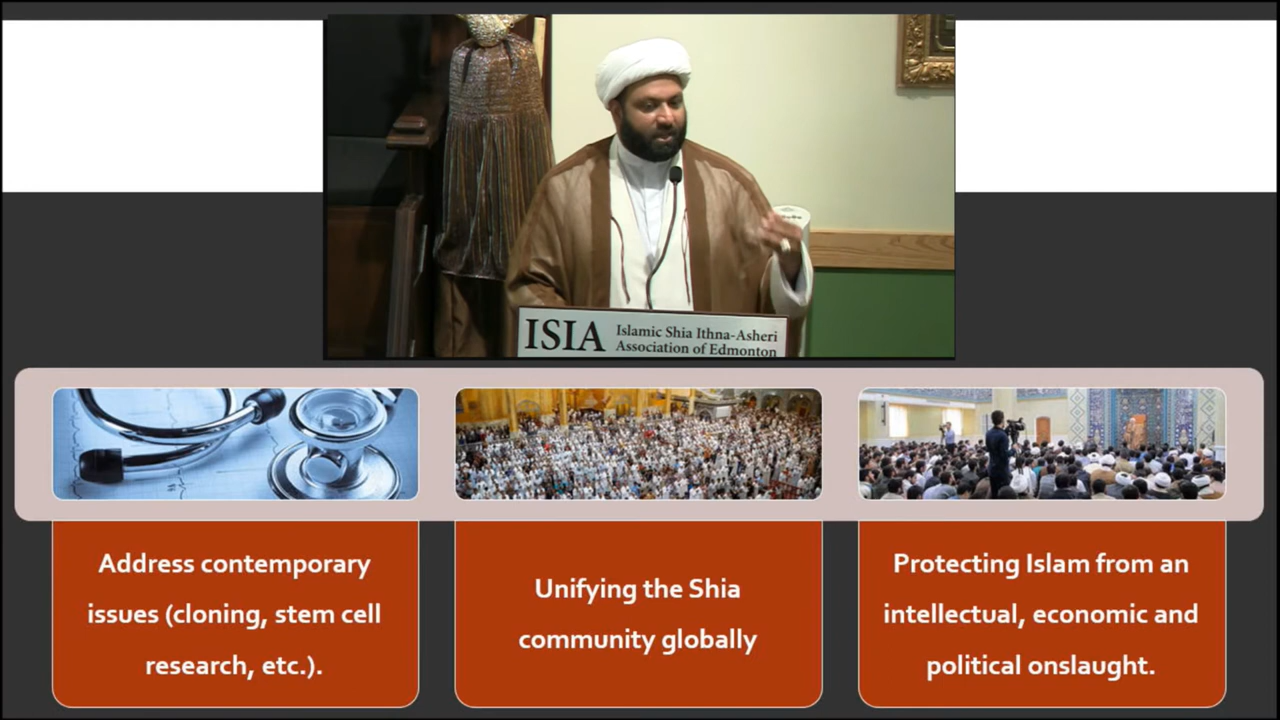 ISIA
Islamic Shia Ithna-Asheri
Association of Edmonton
Address contemporary
issues (cloning, stem cell
research, etc.).
Unifying the Shia
community globally
Protecting Islam from an
intellectual, economic and
political onslaught.